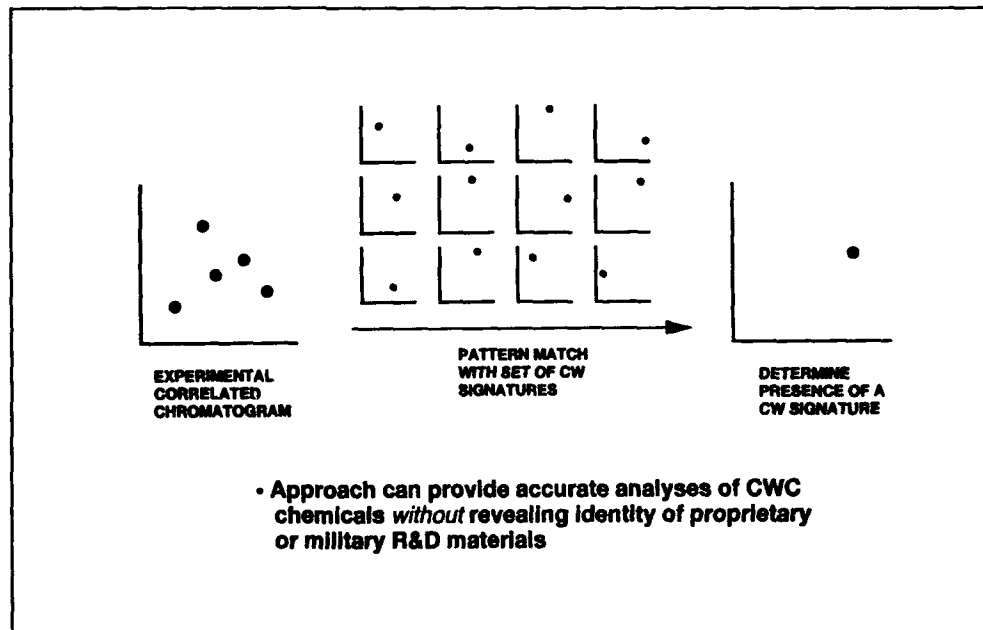 EXPERIMENTAL
CORRELATED
CHROMATOGRAM
PATTERN MATCH
WITH SET OF CW
SIGNATURES
DETERMINE
PRESENCE OF A
CW SIGNATURE
• Approach can provide accurate analyses of CWC
chemicals without revealing identity of proprietary
or military R&D materials